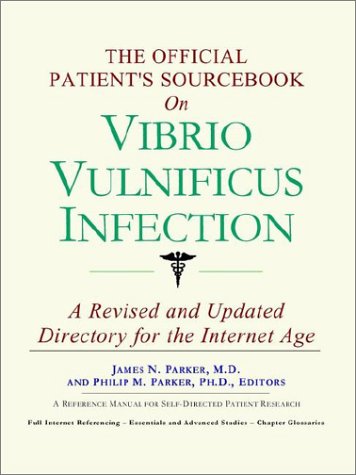 THE OFFICIAL
PATIENT'S SOURCEBOOK
On
VIBRIO
VULNIFICUS
INFECTION
A Revised and Updated
Directory for the Internet Age
JAMES N. PARKER, M.D.
AND PHILIP M. PARKER, PH.D., EDITORS
A REFERENCE MANUAL FOR SELF-DIRECTED PATIENT RESEARCH
Full Internet Referencing – Essentials and Advanced Studies – Chapter Glossaries